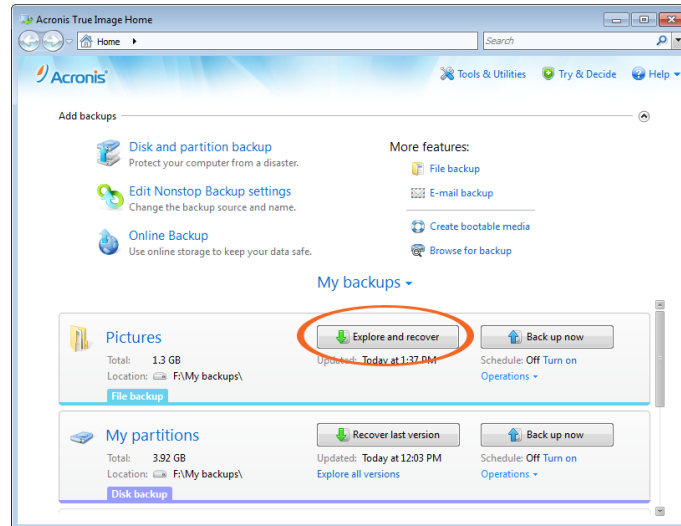 Acronis True Image Home
Home
Search
Acronis
Tools & Utilities
Try & Decide
Help
Add backups
Disk and partition backup
Protect your computer from a disaster.
Edit Nonstop Backup settings
Change the backup source and name.
Online Backup
Use online storage to keep your data safe.
More features:
File backup
E-mail backup
Create bootable media
Browse for backup
My backups
Pictures
Explore and recover
Back up now
Total: 1.3 GB
Updated: Today at 1:37 PM
Schedule: Off Turn on
Location: F:\My backups\
Operations
File backup
My partitions
Recover last version
Back up now
Total: 3.92 GB
Updated: Today at 12:03 PM
Schedule: Off Turn on
Location: F:\My backups\
Explore all versions
Operations
Disk backup